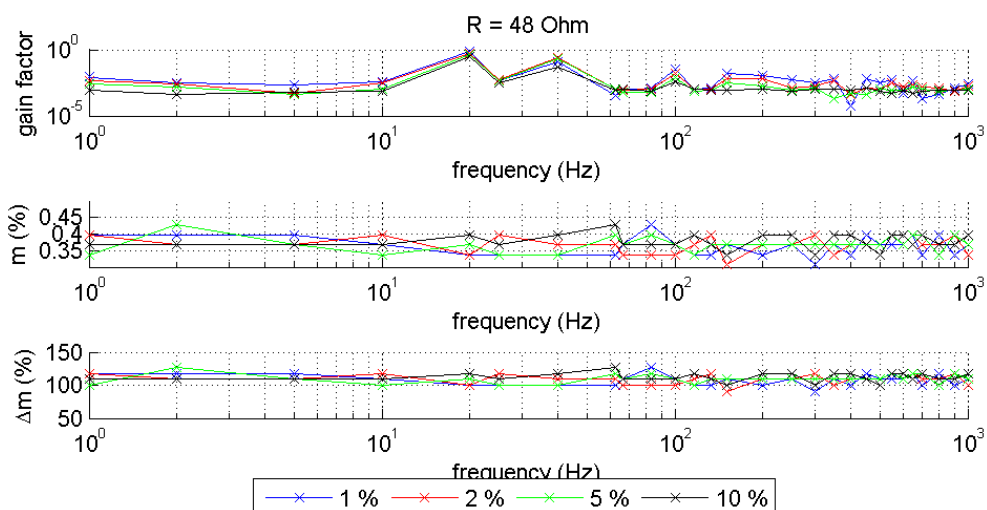 R = 48 Ohm
gain factor
10^0
10^-5
10^0 10^1 10^2 10^3
frequency (Hz)
m (%)
0.45
0.4
0.35
10^0 10^1 10^2 10^3
frequency (Hz)
Δm (%)
150
100
50
10^0 10^1 10^2 10^3
frequency (Hz)
1 % 2 % 5 % 10 %